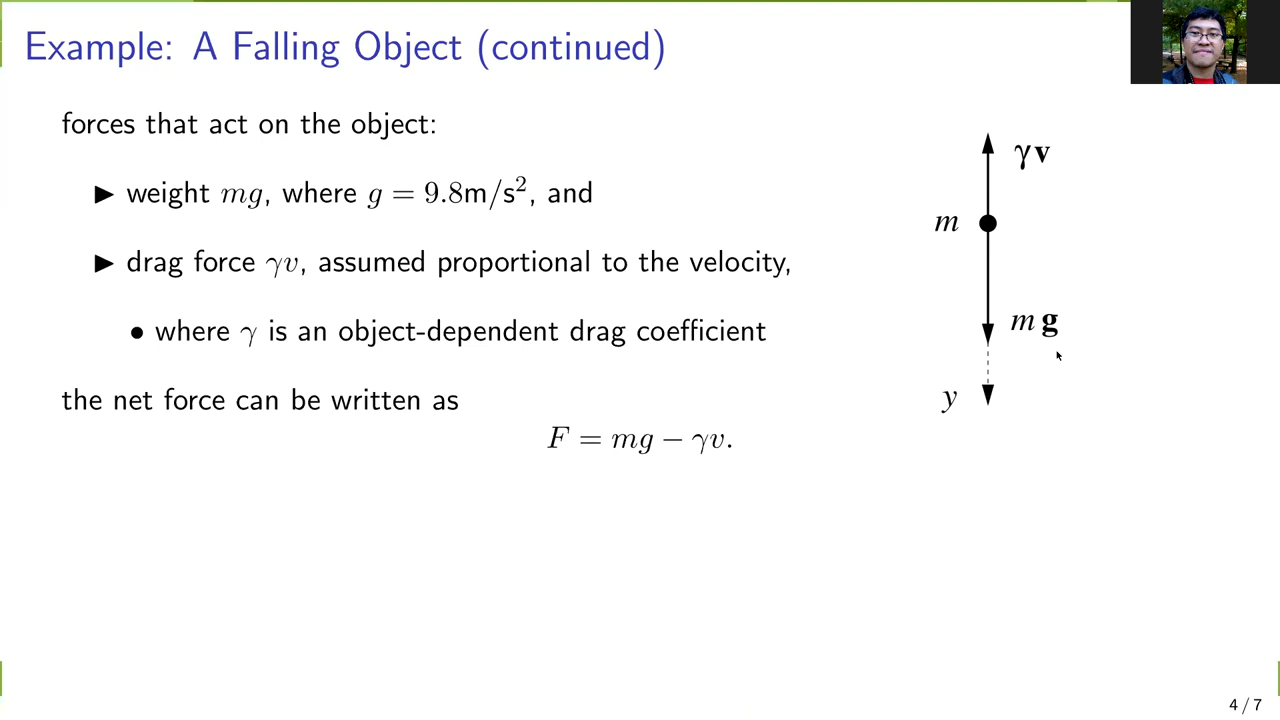 Example: A Falling Object (continued)
forces that act on the object:
▶ weight mg, where g = 9.8m/s², and
▶ drag force γv, assumed proportional to the velocity,
• where γ is an object-dependent drag coefficient
the net force can be written as
F = mg − γv.
γv
m
mg
y
4 / 7